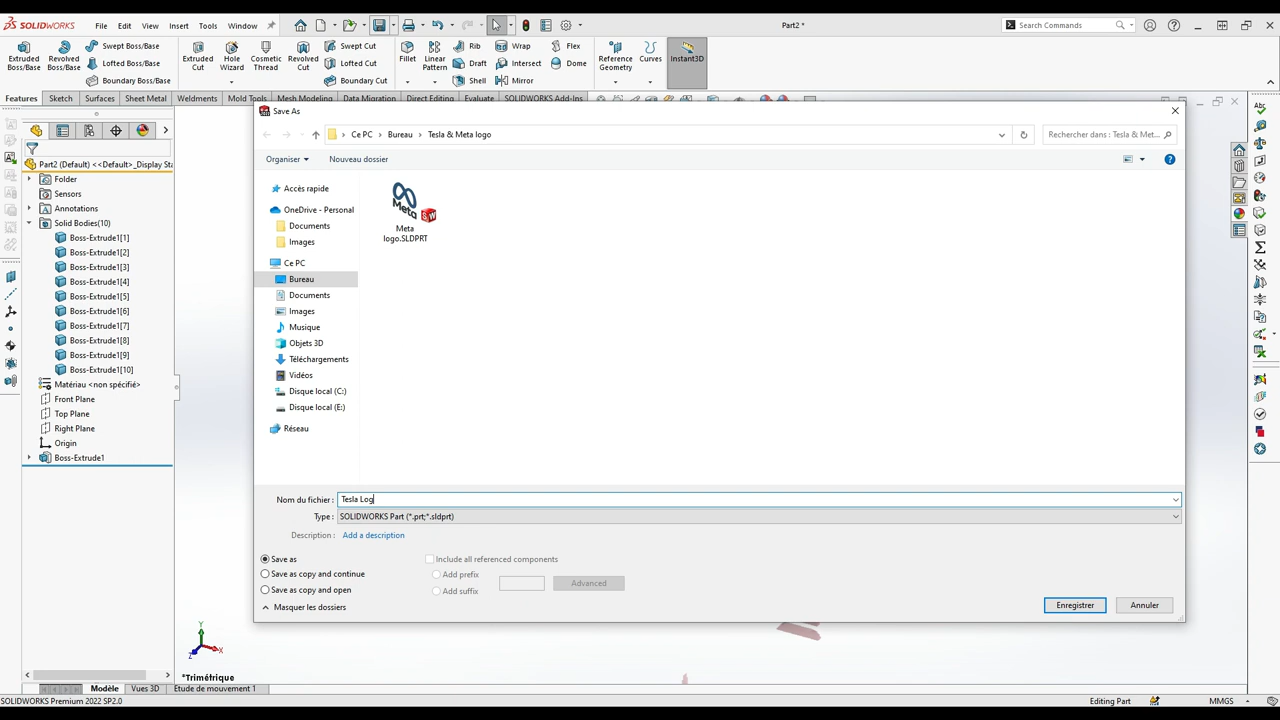 SOLIDWORKS File Edit View Insert Tools Window Part2 * Search Commands
Extruded Boss/Base
Revolved Boss/Base
Swept Boss/Base
Lofted Boss/Base
Boundary Boss/Base
Extruded Cut
Hole Wizard
Cosmetic Thread
Revolved Cut
Swept Cut
Lofted Cut
Boundary Cut
Fillet
Linear Pattern
Rib
Draft
Shell
Wrap
Intersect
Mirror
Flex
Dome
Reference Geometry
Curves
Instant3D
Features Sketch Surfaces Sheet Metal Weldments Mold Tools Mesh Modeling Data Migration Direct Editing Evaluate SOLIDWORKS Add-Ins
Part2 (Default) <<Default>_Display Sta
Folder
Sensors
Annotations
Solid Bodies(10)
Boss-Extrude1[1]
Boss-Extrude1[2]
Boss-Extrude1[3]
Boss-Extrude1[4]
Boss-Extrude1[5]
Boss-Extrude1[6]
Boss-Extrude1[7]
Boss-Extrude1[8]
Boss-Extrude1[9]
Boss-Extrude1[10]
Matériau <non spécifié>
Front Plane
Top Plane
Right Plane
Origin
Boss-Extrude1
Save As
Ce PC Bureau Tesla & Meta logo
Rechercher dans : Tesla & Met...
Organiser Nouveau dossier
Accès rapide
OneDrive - Personal
Documents
Images
Ce PC
Bureau
Documents
Images
Musique
Objets 3D
Téléchargements
Vidéos
Disque local (C:)
Disque local (E:)
Réseau
Meta
SW
Meta
logo.SLDPRT
Nom du fichier : Tesla Log
Type : SOLIDWORKS Part (*.prt;*.sldprt)
Description : Add a description
Save as
Save as copy and continue
Save as copy and open
Include all referenced components
Add prefix
Add suffix
Advanced
Masquer les dossiers
Enregistrer Annuler
Y
X
Z
*Trimétrique
Modèle Vues 3D Etude de mouvement 1
SOLIDWORKS Premium 2022 SP2.0 Editing Part MMGS